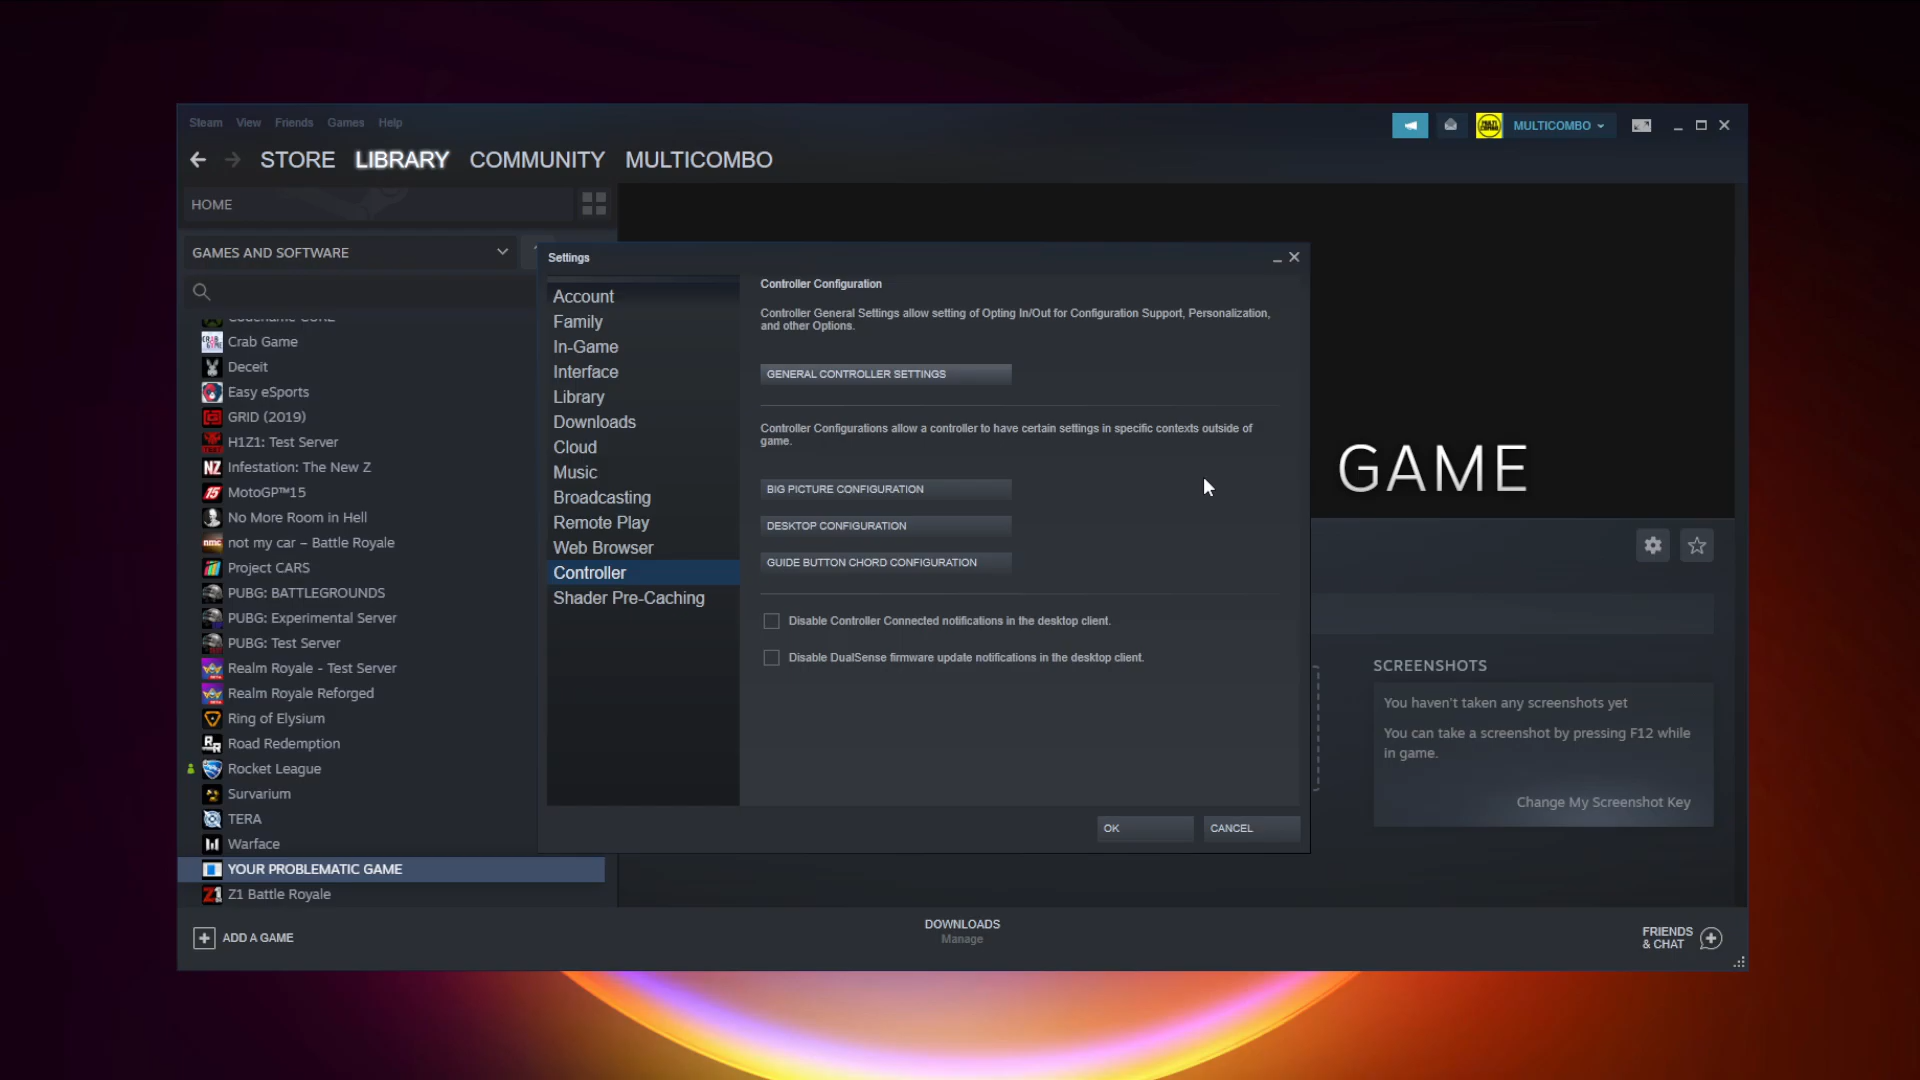 Steam View Friends Games Help
MULTICOMBO
STORE LIBRARY COMMUNITY MULTICOMBO
HOME
GAMES AND SOFTWARE
Crab Game
Deceit
Easy eSports
GRID (2019)
H1Z1: Test Server
Infestation: The New Z
MotoGP™15
No More Room in Hell
not my car – Battle Royale
Project CARS
PUBG: BATTLEGROUNDS
PUBG: Experimental Server
PUBG: Test Server
Realm Royale - Test Server
Realm Royale Reforged
Ring of Elysium
Road Redemption
Rocket League
Survarium
TERA
Warface
YOUR PROBLEMATIC GAME
Z1 Battle Royale
Settings
Account
Family
In-Game
Interface
Library
Downloads
Cloud
Music
Broadcasting
Remote Play
Web Browser
Controller
Shader Pre-Caching
Controller Configuration
Controller General Settings allow setting of Opting In/Out for Configuration Support, Personalization,
and other Options.
GENERAL CONTROLLER SETTINGS
Controller Configurations allow a controller to have certain settings in specific contexts outside of
game.
BIG PICTURE CONFIGURATION
DESKTOP CONFIGURATION
GUIDE BUTTON CHORD CONFIGURATION
Disable Controller Connected notifications in the desktop client.
Disable DualSense firmware update notifications in the desktop client.
OK CANCEL
GAME
SCREENSHOTS
You haven't taken any screenshots yet
You can take a screenshot by pressing F12 while
in game.
Change My Screenshot Key
ADD A GAME
DOWNLOADS
Manage
FRIENDS
& CHAT